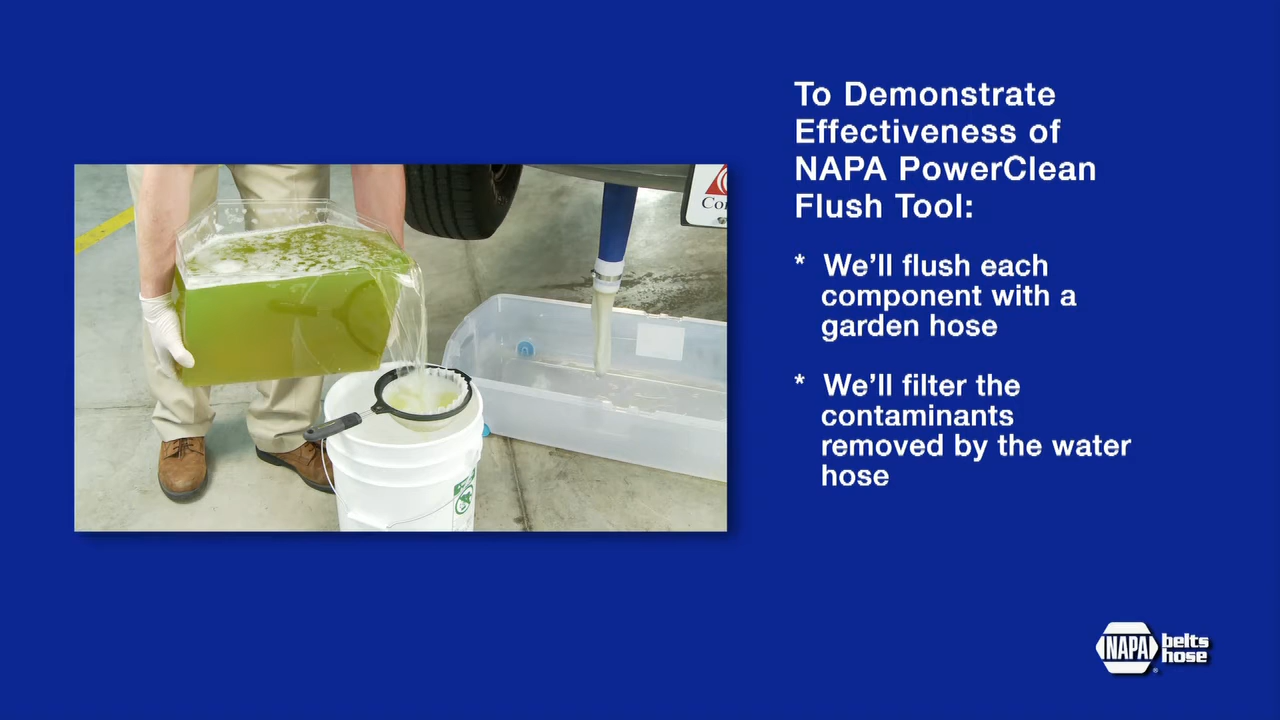 To Demonstrate
Effectiveness of
NAPA PowerClean
Flush Tool:
* We'll flush each
component with a
garden hose
* We'll filter the
contaminants
removed by the water
hose
NAPA
belts
hose